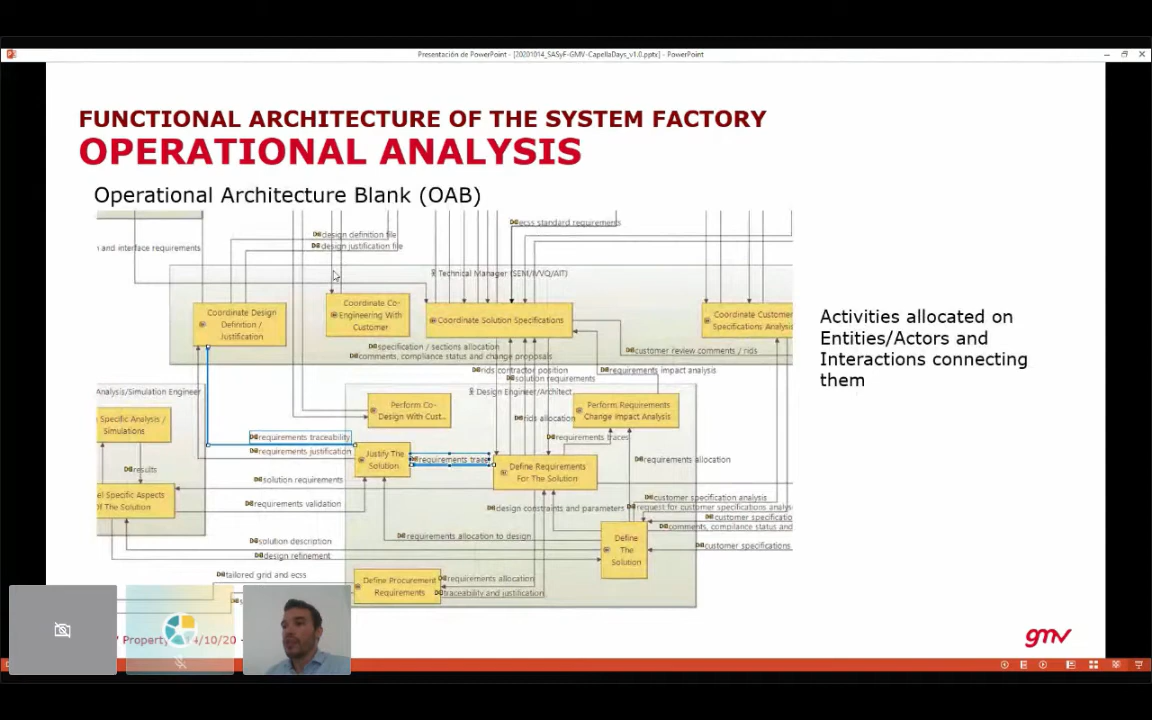 Presentación de PowerPoint - [20201014_SASyF-GMV-CapellaDays_v1.0.pptx] - PowerPoint
FUNCTIONAL ARCHITECTURE OF THE SYSTEM FACTORY
OPERATIONAL ANALYSIS
Operational Architecture Blank (OAB)
ecss standard requirements
design definition file
design justification file
n and interface requirements
Technical Manager (SEM/IVVQ/AIT)
Coordinate Design
Definition /
Justification
Coordinate Co-
Engineering With
Customer
Coordinate Solution Specifications
Coordinate Customer
Specifications Analysis
Activities allocated on
Entities/Actors and
Interactions connecting
them
specification / sections allocation
comments, compliance status and change proposals
customer review comments / rids
rids contractor position
requirements impact analysis
solution requirements
Analysis/Simulation Engineer
Design Engineer/Architect
Perform Co-
Design With Cust...
Perform Requirements
Change Impact Analysis
rids allocation
Specific Analysis /
Simulations
requirements traceability
requirements traces
requirements justification
Justify The
Solution
requirements traces
requirements allocation
results
Define Requirements
For The Solution
solution requirements
el Specific Aspects
Of The Solution
customer specification analysis
requirements validation
design constraints and parameters
request for customer specifications analys
customer specificatio
comments, compliance status and
requirements allocation to design
Define
The
Solution
solution description
customer specifications
design refinement
tailored grid and ecss
Define Procurement
Requirements
requirements allocation
traceability and justification
Property
14/10/20 -
gmv